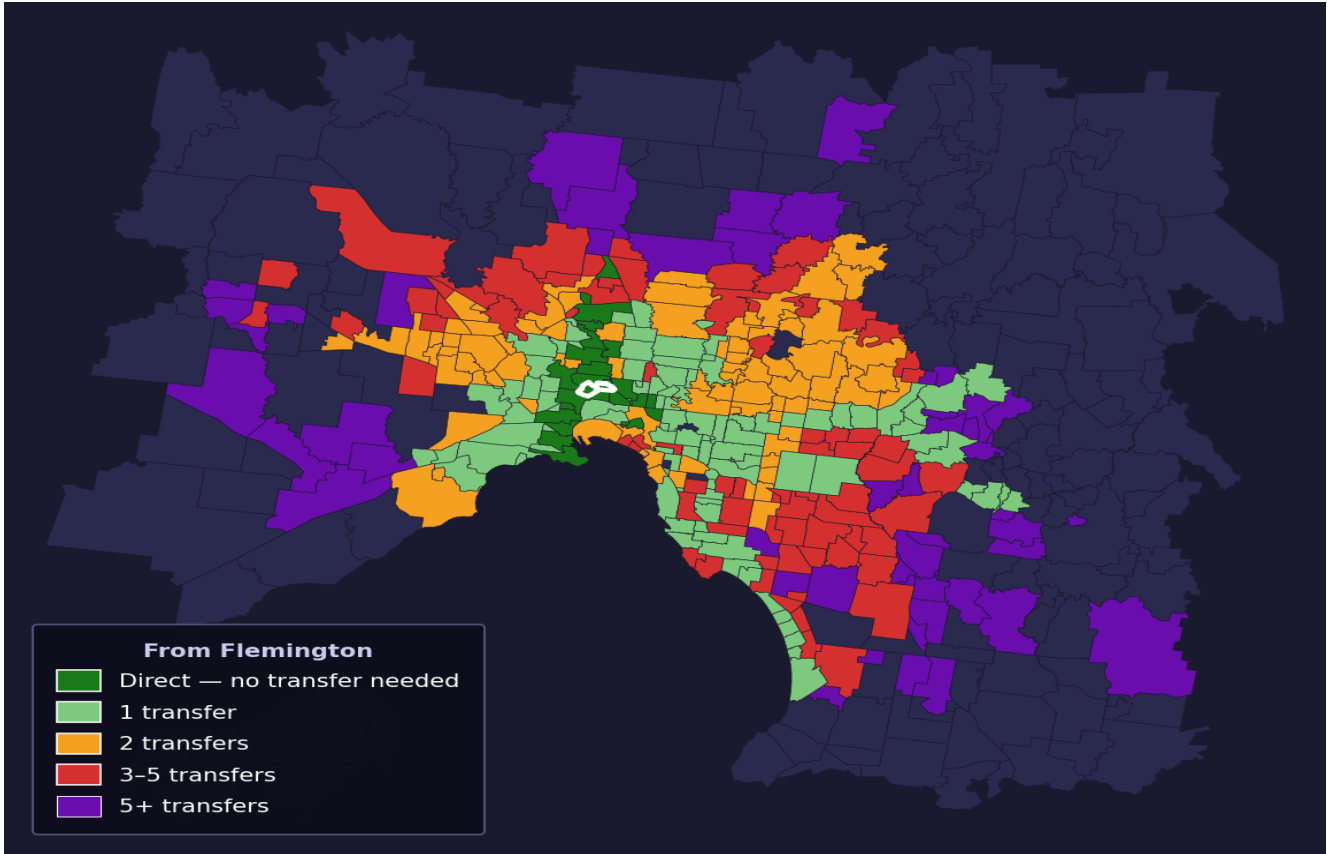 From Flemington
Direct — no transfer needed
1 transfer
2 transfers
3–5 transfers
5+ transfers